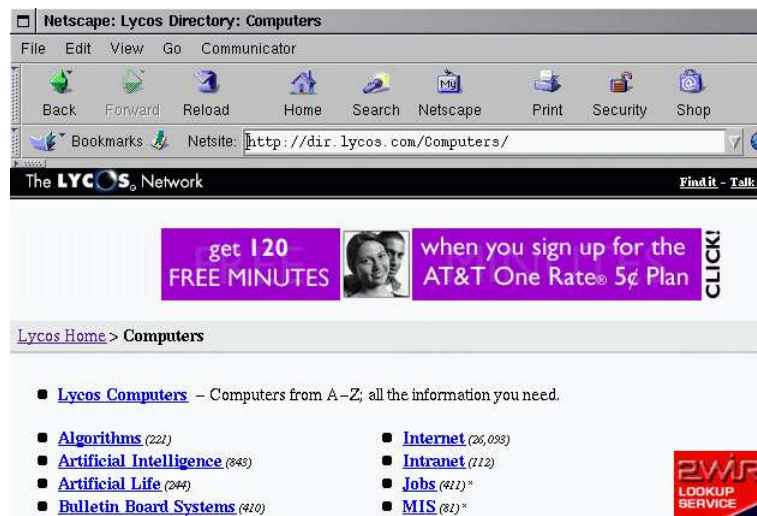 Netscape: Lycos Directory: Computers
File Edit View Go Communicator
Back Forward Reload Home Search Netscape Print Security Shop
My
Bookmarks Netsite: http://dir.lycos.com/Computers/
The LYCOS® Network Find it - Talk
get 120 FREE MINUTES
when you sign up for the AT&T One Rate® 5¢ Plan
CLICK!
Lycos Home > Computers
Lycos Computers – Computers from A–Z; all the information you need.
Algorithms (221)
Artificial Intelligence (843)
Artificial Life (244)
Bulletin Board Systems (410)
Internet (26,093)
Intranet (112)
Jobs (411)*
MIS (81)*
2WIR
LOOKUP
SERVICE